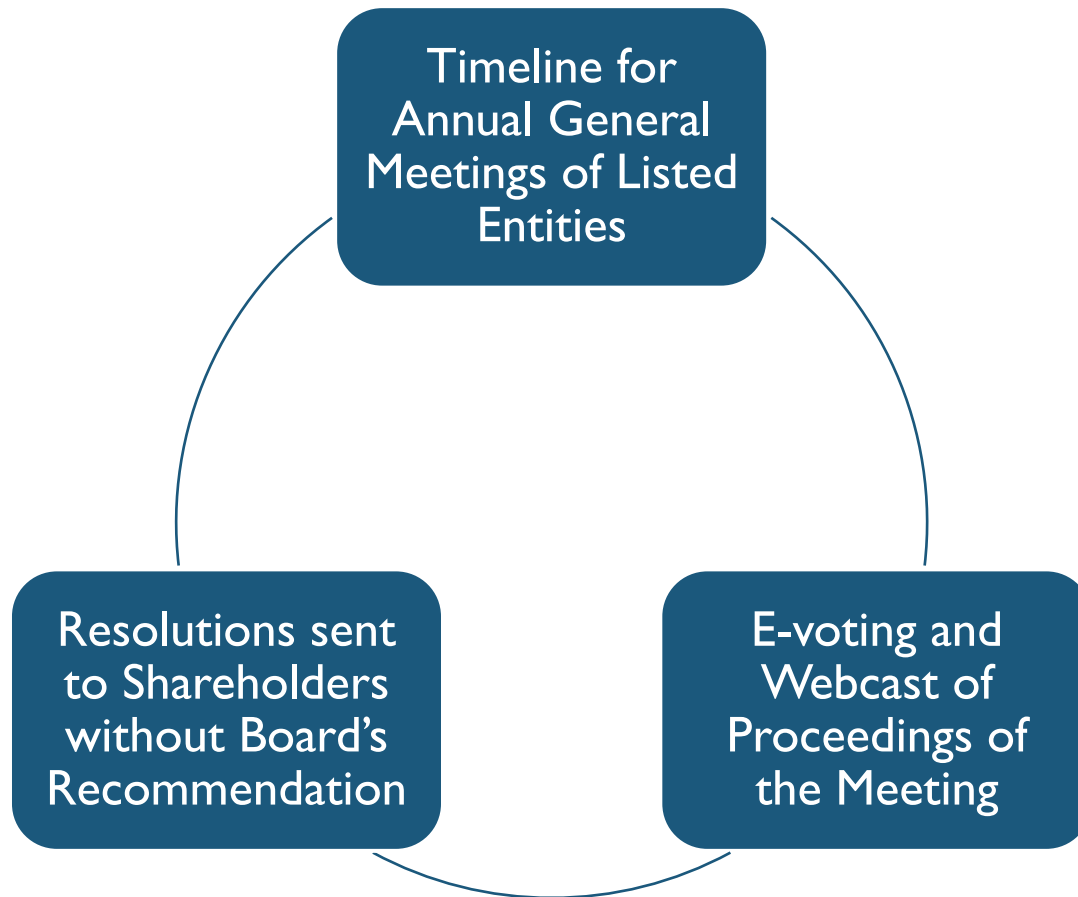 Timeline for
Annual General
Meetings of Listed
Entities
Resolutions sent
to Shareholders
without Board’s
Recommendation
E-voting and
Webcast of
Proceedings of
the Meeting